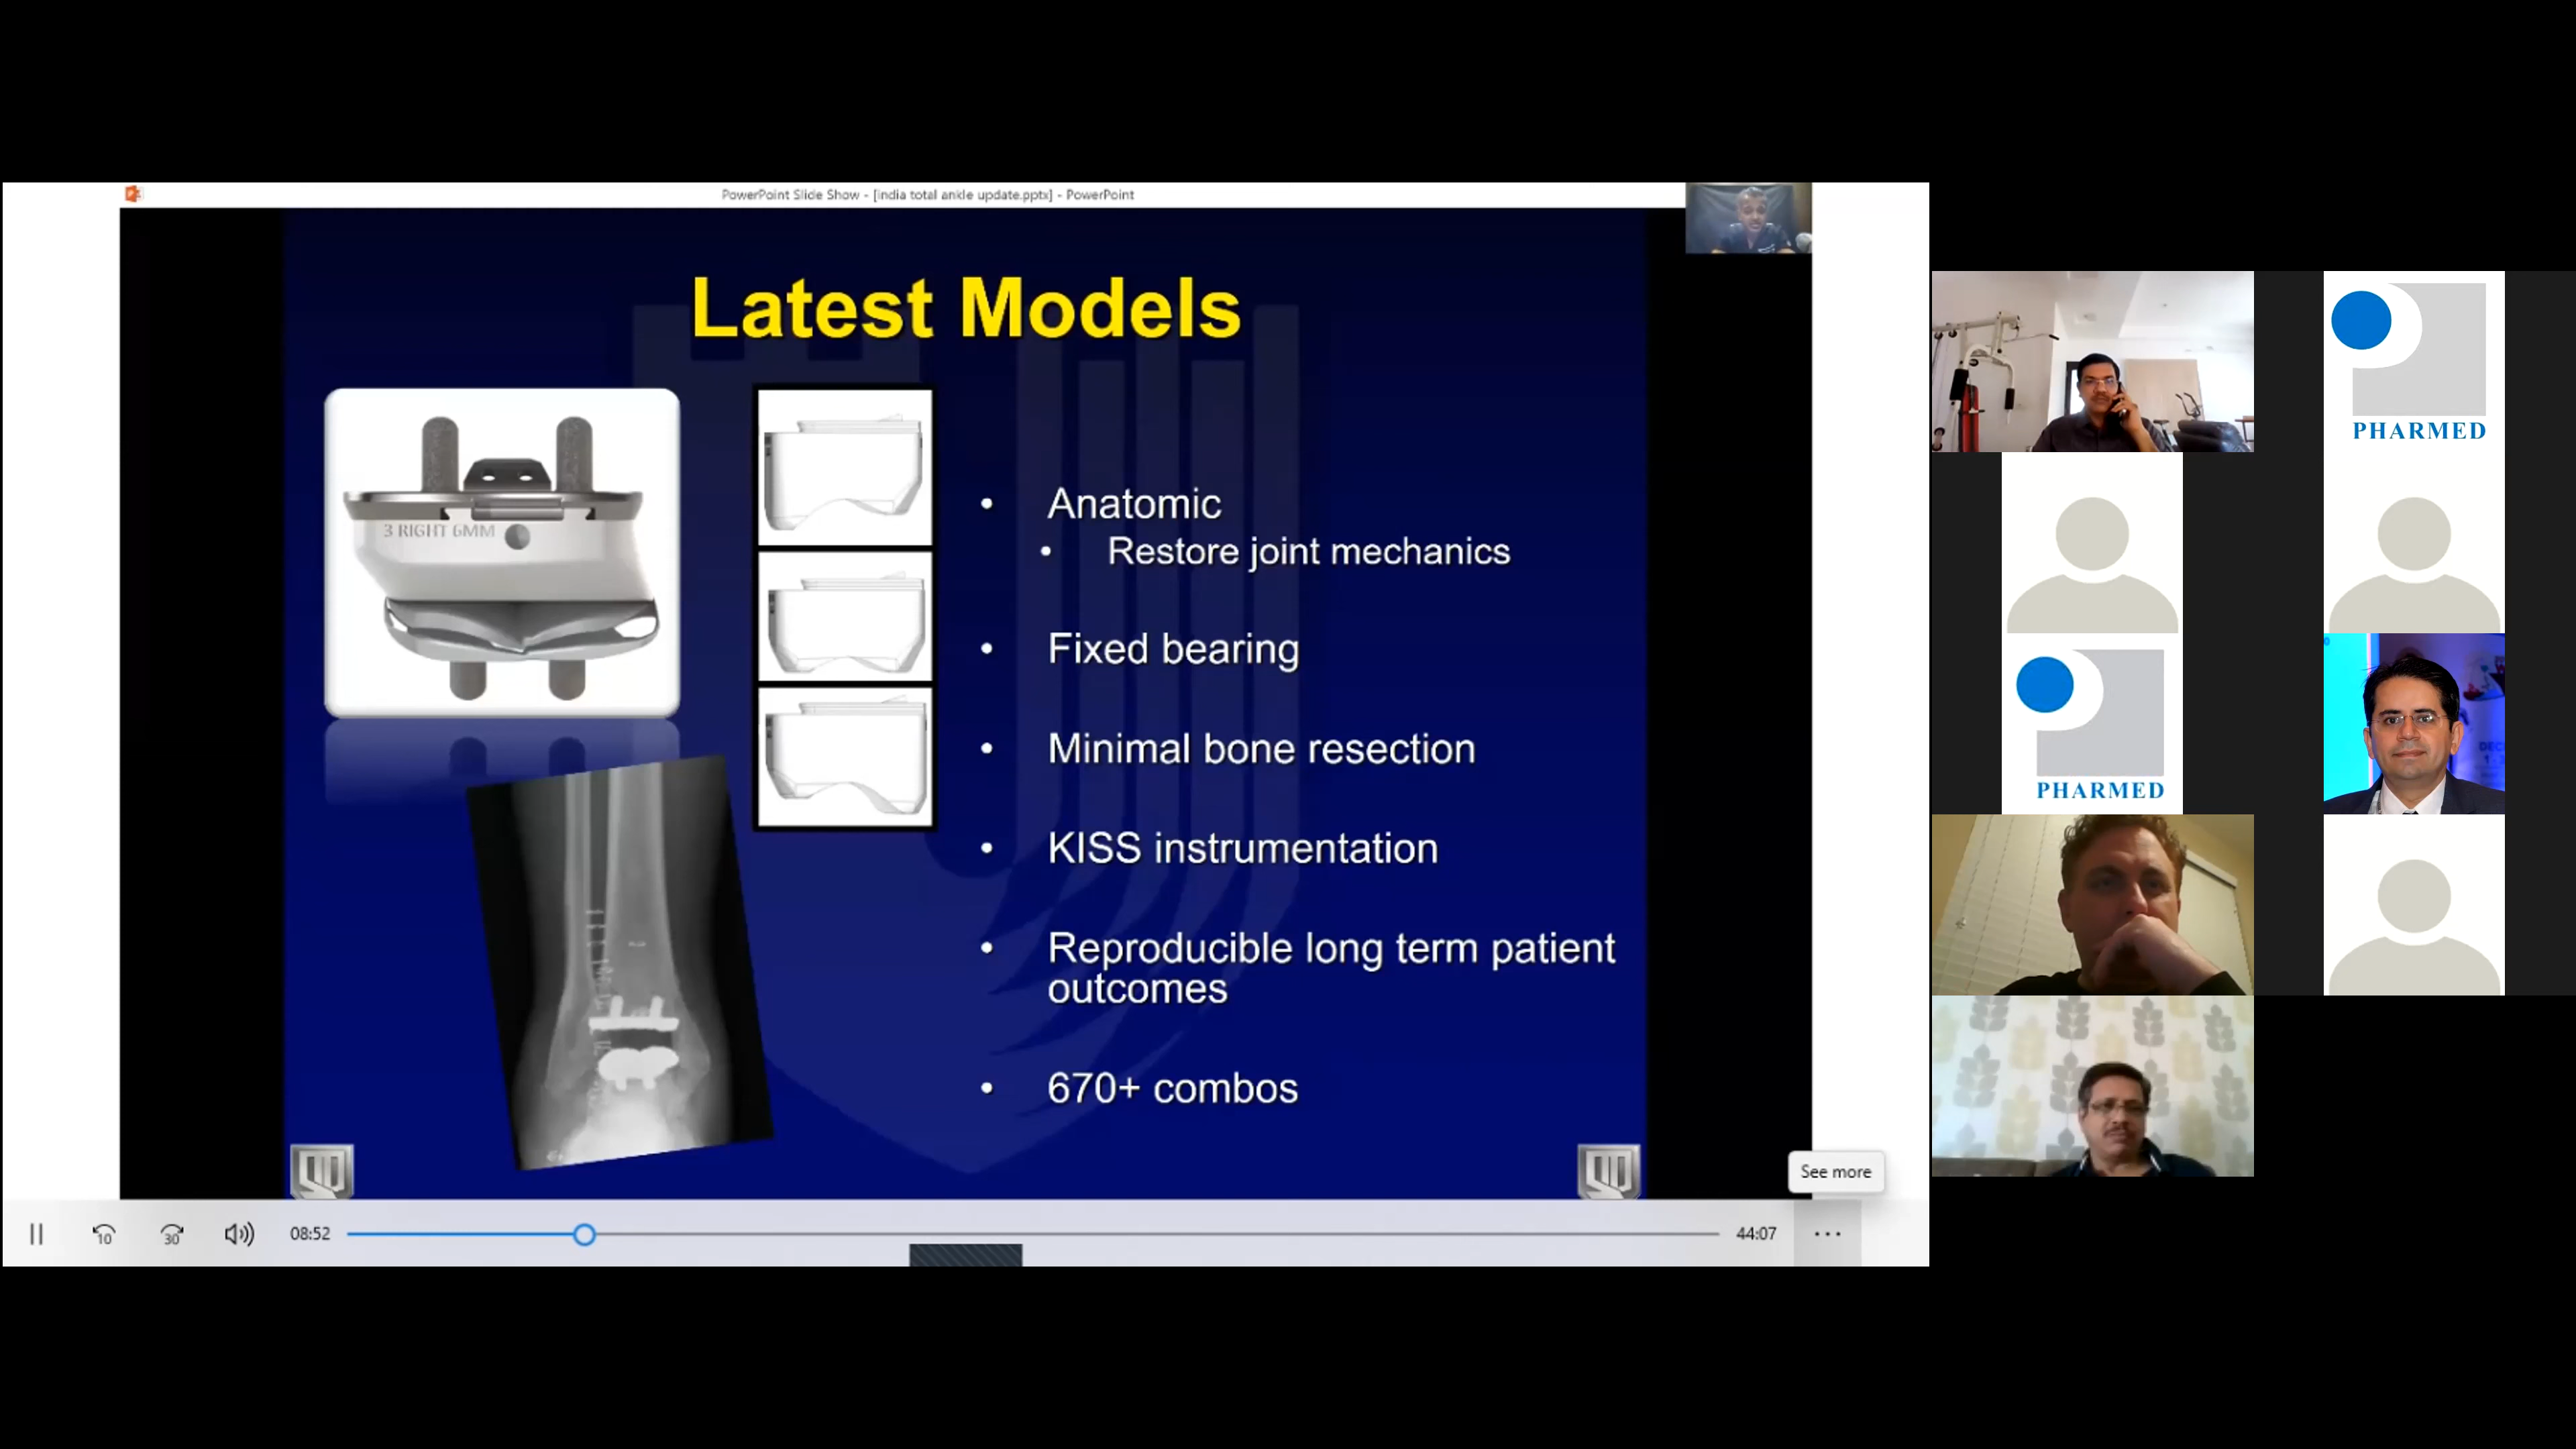 PowerPoint Slide Show - [india total ankle update.pptx] - PowerPoint
Latest Models
3 RIGHT 6MM
• Anatomic
• Restore joint mechanics
• Fixed bearing
• Minimal bone resection
• KISS instrumentation
• Reproducible long term patient
outcomes
• 670+ combos
See more
10
30
08:52
44:07
PHARMED
PHARMED